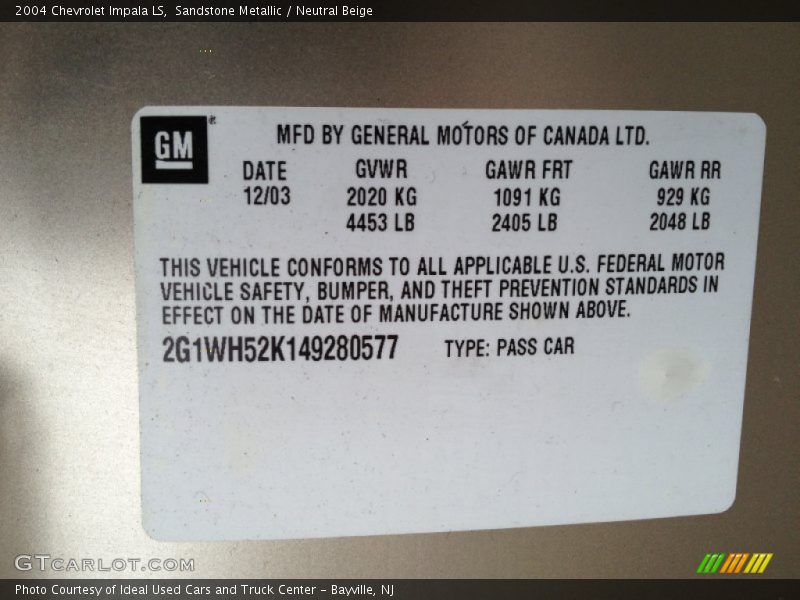 2004 Chevrolet Impala LS, Sandstone Metallic / Neutral Beige
GM®
MFD BY GENERAL MOTORS OF CANADA LTD.
DATE GVWR GAWR FRT GAWR RR
12/03 2020 KG 1091 KG 929 KG
4453 LB 2405 LB 2048 LB
THIS VEHICLE CONFORMS TO ALL APPLICABLE U.S. FEDERAL MOTOR
VEHICLE SAFETY, BUMPER, AND THEFT PREVENTION STANDARDS IN
EFFECT ON THE DATE OF MANUFACTURE SHOWN ABOVE.
2G1WH52K149280577 TYPE: PASS CAR
GTCARLOT.COM
Photo Courtesy of Ideal Used Cars and Truck Center – Bayville, NJ